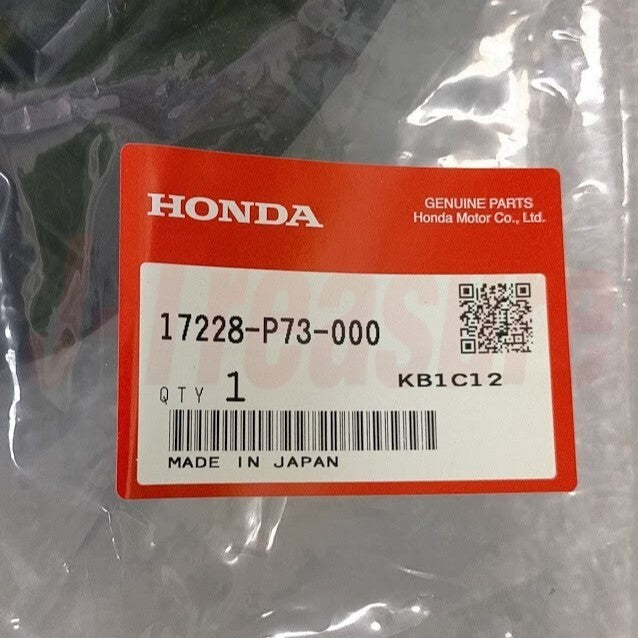 HONDA
GENUINE PARTS
Honda Motor Co., Ltd.
17228-P73-000
QTY 1
KB1C12
MADE IN JAPAN